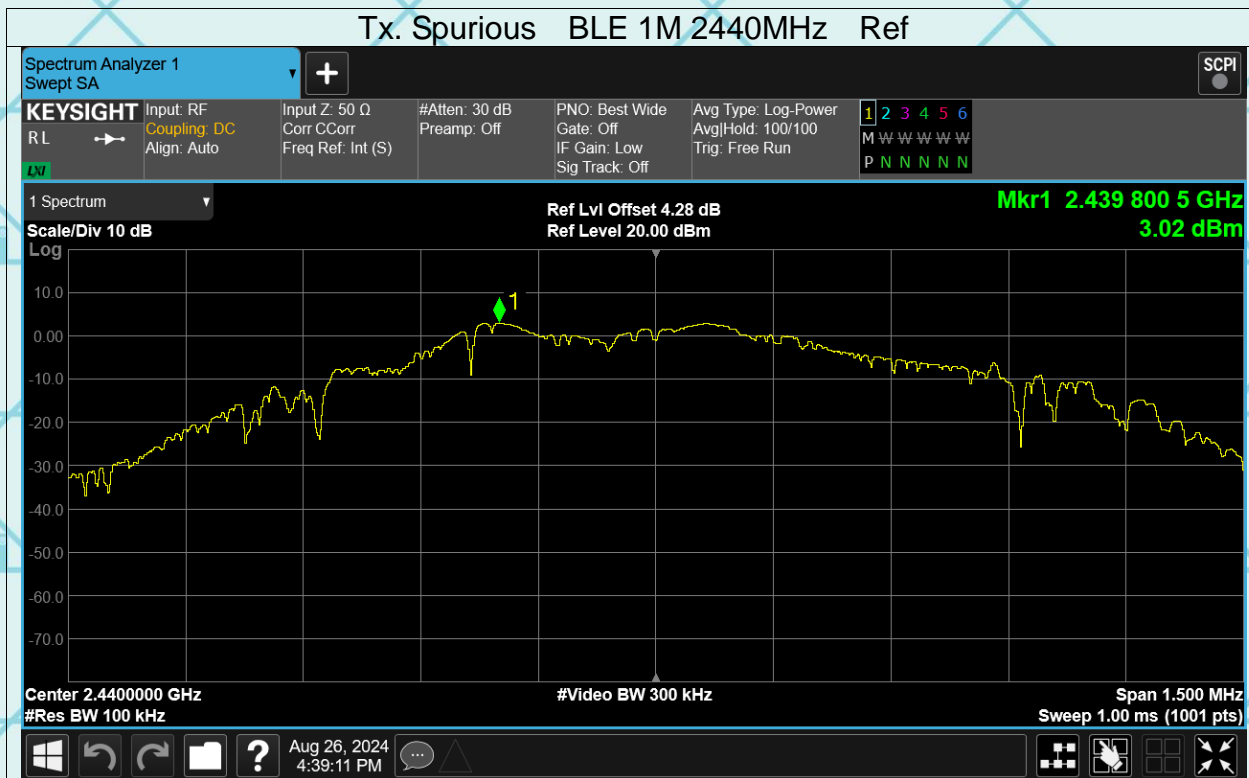 Tx. Spurious BLE 1M 2440MHz Ref
Spectrum Analyzer 1
Swept SA
+
SCPI
KEYSIGHT
RL
LXI
Input: RF
Coupling: DC
Align: Auto
Input Z: 50 Ω
Corr CCorr
Freq Ref: Int (S)
#Atten: 30 dB
Preamp: Off
PNO: Best Wide
Gate: Off
IF Gain: Low
Sig Track: Off
Avg Type: Log-Power
Avg|Hold: 100/100
Trig: Free Run
1 2 3 4 5 6
M W W W W W
P N N N N N
1 Spectrum
Scale/Div 10 dB
Log
Ref Lvl Offset 4.28 dB
Ref Level 20.00 dBm
Mkr1 2.439 800 5 GHz
3.02 dBm
1
10.0
0.00
-10.0
-20.0
-30.0
-40.0
-50.0
-60.0
-70.0
Center 2.4400000 GHz
#Res BW 100 kHz
#Video BW 300 kHz
Span 1.500 MHz
Sweep 1.00 ms (1001 pts)
?
Aug 26, 2024
4:39:11 PM